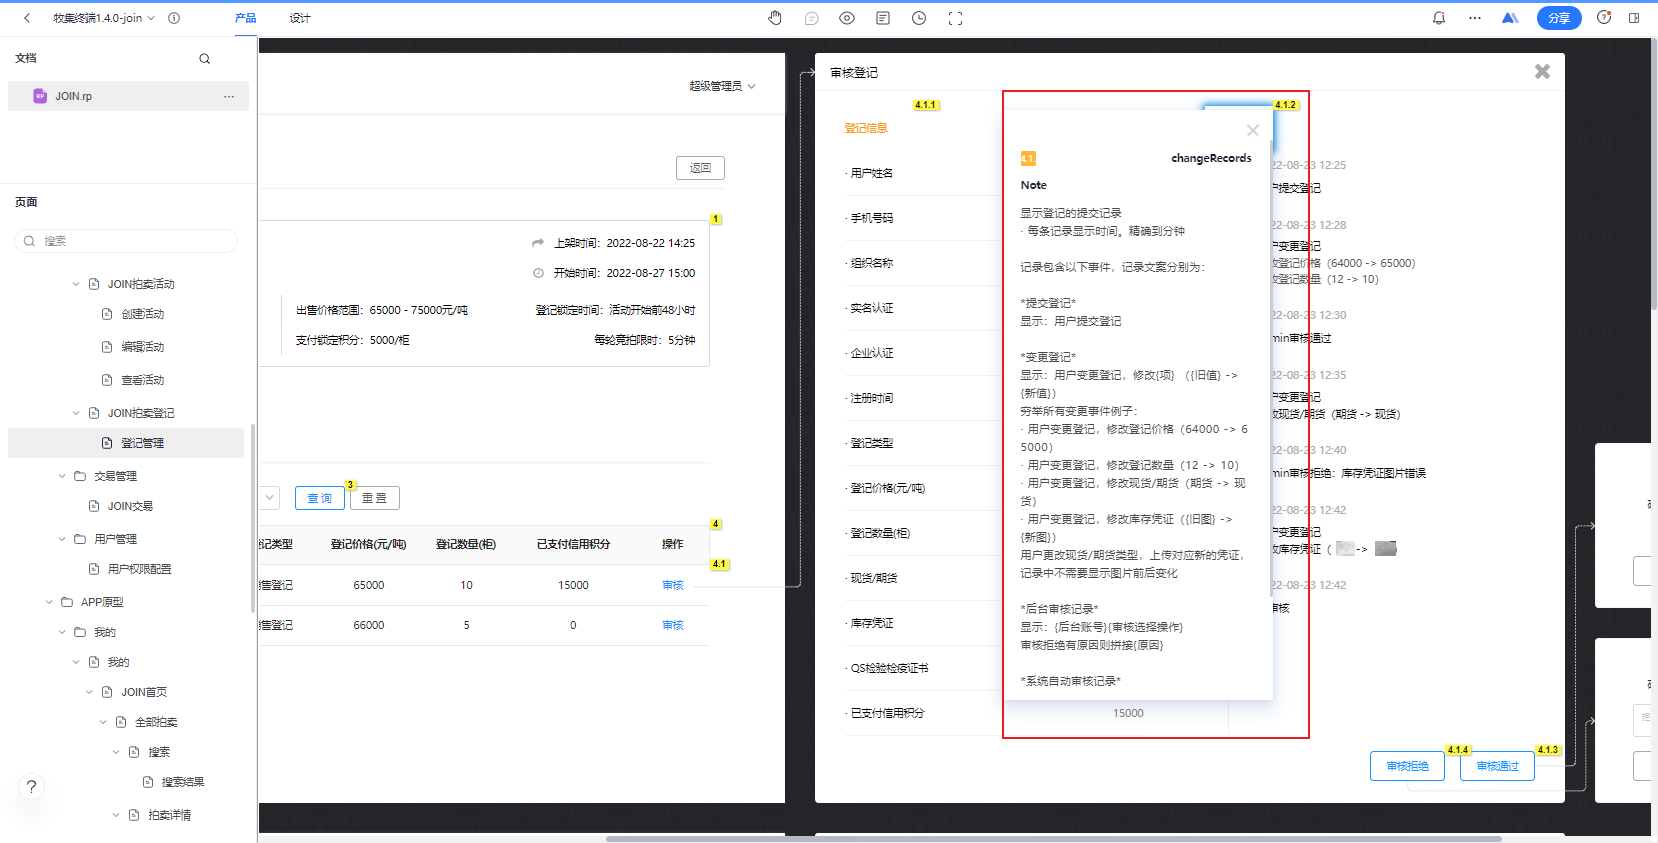 牧集终端1.4.0-join
产品
设计
分享
文档
JOIN.rp
页面
搜索
JOIN拍卖活动
创建活动
编辑活动
查看活动
JOIN拍卖登记
登记管理
交易管理
JOIN交易
用户管理
用户权限配置
APP原型
我的
我的
JOIN首页
全部拍卖
搜索
搜索结果
拍卖详情
?
超级管理员
返回
1
上架时间：2022-08-22 14:25
开始时间：2022-08-27 15:00
出售价格范围：65000 - 75000元/吨
登记锁定时间：活动开始前48小时
支付锁定积分：5000/柜
每轮竞拍限时：5分钟
查 询
3
重 置
4
记类型 登记价格(元/吨) 登记数量(柜) 已支付信用积分 操作
4.1
售登记 65000 10 15000 审核
售登记 66000 5 0 审核
审核登记
4.1.1
4.1.2
登记信息
· 用户姓名
· 手机号码
· 组织名称
· 实名认证
· 企业认证
· 注册时间
· 登记类型
· 登记价格(元/吨)
· 登记数量(柜)
· 现货/期货
· 库存凭证
· QS检验检疫证书
· 已支付信用积分
15000
4.1.
changeRecords
Note
显示登记的提交记录
· 每条记录显示时间。精确到分钟
记录包含以下事件，记录文案分别为：
*提交登记*
显示：用户提交登记
*变更登记*
显示：用户变更登记，修改{项} （{旧值} ->
{新值}）
穷举所有变更事件例子：
· 用户变更登记，修改登记价格（64000 -> 6
5000）
· 用户变更登记，修改登记数量（12 -> 10）
· 用户变更登记，修改现货/期货（期货 -> 现
货）
· 用户变更登记，修改库存凭证（{旧图} ->
{新图}）
用户更改现货/期货类型，上传对应新的凭证，
记录中不需要显示图片前后变化
*后台审核记录*
显示：{后台账号}{审核选择操作}
审核拒绝有原因则拼接{原因}
*系统自动审核记录*
22-08-23 12:25
户提交登记
22-08-23 12:28
户变更登记
改登记价格（64000 -> 65000）
改登记数量（12 -> 10）
22-08-23 12:30
min审核通过
22-08-23 12:35
户变更登记
改现货/期货（期货 -> 现货）
22-08-23 12:40
min审核拒绝：库存凭证图片错误
22-08-23 12:42
户变更登记
改库存凭证（ -> ）
22-08-23 12:42
审核
4.1.4
审核拒绝
4.1.3
审核通过